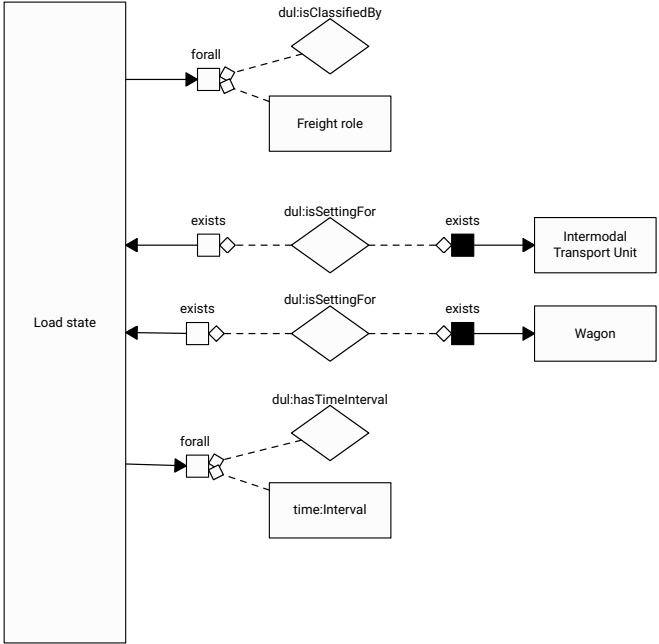 dul:isClassifiedBy
forall
Freight role
dul:isSettingFor
exists
exists
Intermodal
Transport Unit
dul:isSettingFor
exists
exists
Load state
Wagon
dul:hasTimeInterval
forall
time:Interval